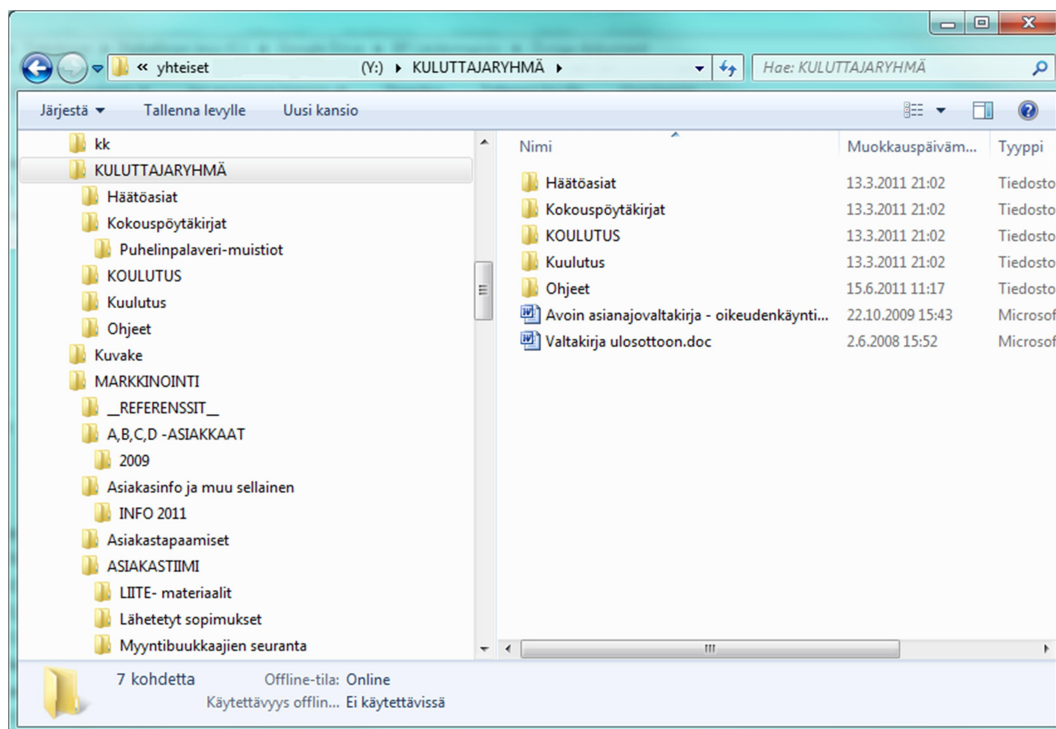 « yhteiset (Y:) KULUTTAJARYHMÄ Hae: KULUTTAJARYHMÄ
Järjestä Tallenna levylle Uusi kansio
kk
KULUTTAJARYHMÄ
Häätöasiat
Kokouspöytäkirjat
Puhelinpalaveri-muistiot
KOULUTUS
Kuulutus
Ohjeet
Kuvake
MARKKINOINTI
__REFERENSSIT__
A,B,C,D -ASIAKKAAT
2009
Asiakasinfo ja muu sellainen
INFO 2011
Asiakastapaamiset
ASIAKASTIIMI
LIITE- materiaalit
Lähetetyt sopimukset
Myyntibuukkaajien seuranta
Nimi Muokkauspäiväm... Tyyppi
Häätöasiat 13.3.2011 21:02 Tiedosto
Kokouspöytäkirjat 13.3.2011 21:02 Tiedosto
KOULUTUS 13.3.2011 21:02 Tiedosto
Kuulutus 13.3.2011 21:02 Tiedosto
Ohjeet 15.6.2011 11:17 Tiedosto
Avoin asianajovaltakirja - oikeudenkäynti... 22.10.2009 15:43 Microsof
Valtakirja ulosottoon.doc 2.6.2008 15:52 Microsof
7 kohdetta Offline-tila: Online
Käytettävyys offlin... Ei käytettävissä